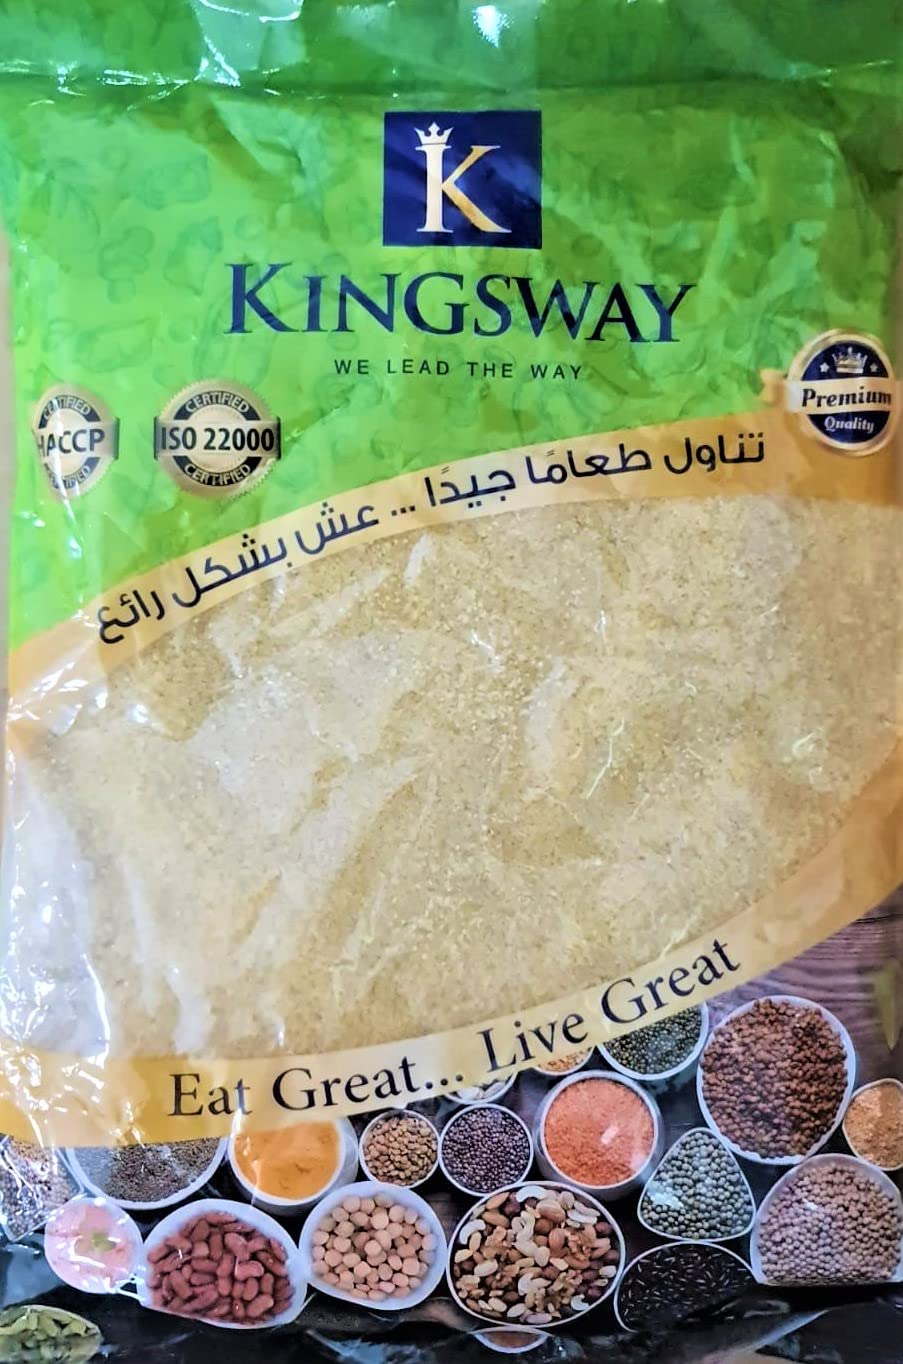 K
KINGSWAY
WE LEAD THE WAY
CERTIFIED
HACCP
CERTIFIED
CERTIFIED
ISO 22000
CERTIFIED
Premium
Quality
تناول طعامًا جيدًا ... عش بشكل رائع
Eat Great... Live Great